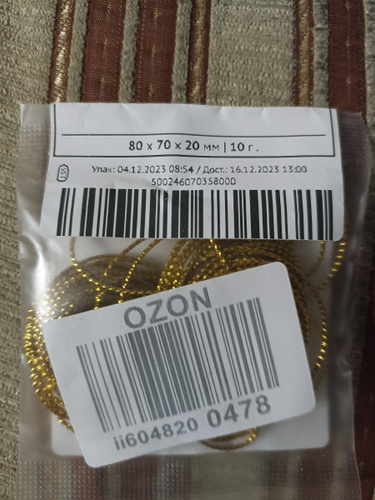 80 x 70 x 20 мм | 10 г.
Упак: 04.12.2023 08:54 / Дост.: 16.12.2023 13:00
S002460703S800D
OZON
ii604820 0478